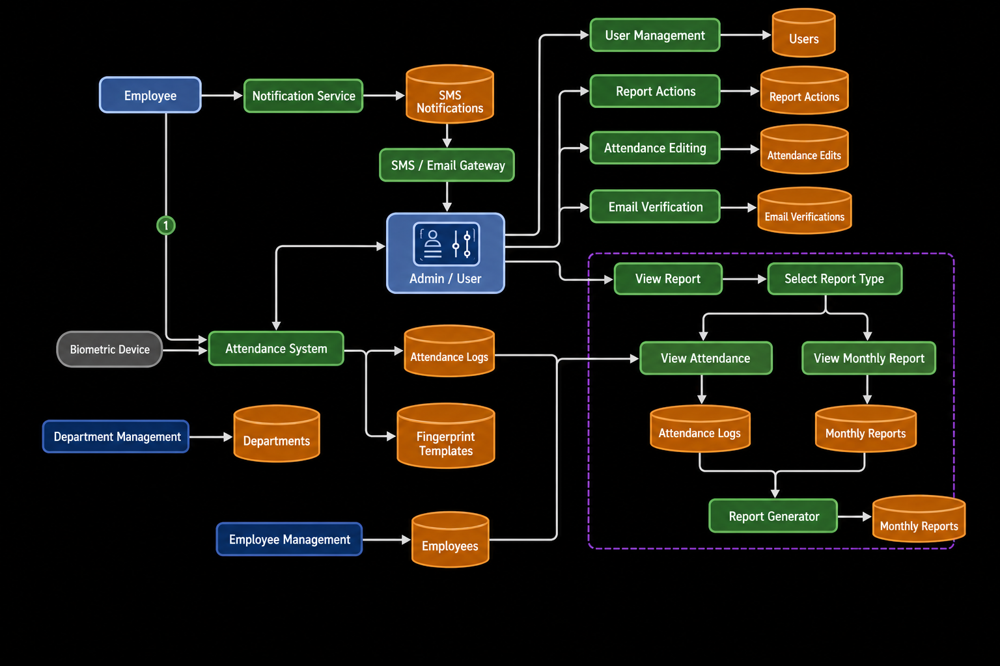 User Management
Users
Employee
Notification Service
SMS
Notifications
Report Actions
Report Actions
Attendance Editing
Attendance Edits
SMS / Email Gateway
Email Verification
Email Verifications
1
Admin / User
View Report
Select Report Type
Biometric Device
Attendance System
Attendance Logs
View Attendance
View Monthly Report
Department Management
Departments
Fingerprint
Templates
Attendance Logs
Monthly Reports
Employee Management
Employees
Report Generator
Monthly Reports